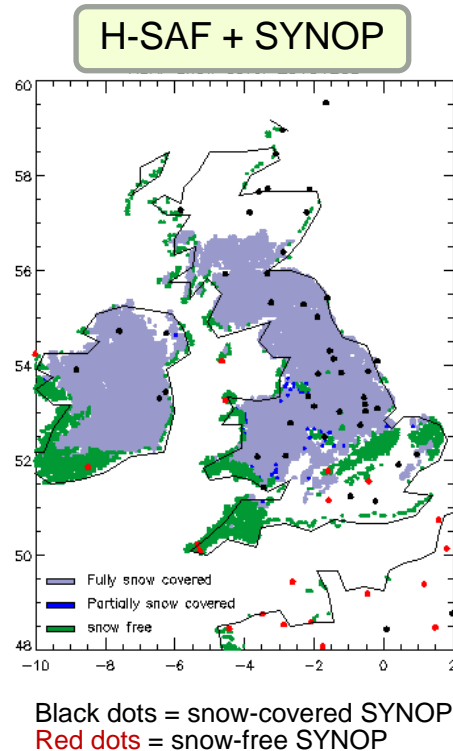 H-SAF + SYNOP
60
58
56
54
52
50
48
Fully snow covered
Partially snow covered
snow free
-10 -8 -6 -4 -2 0 2
Black dots = snow-covered SYNOP
Red dots = snow-free SYNOP